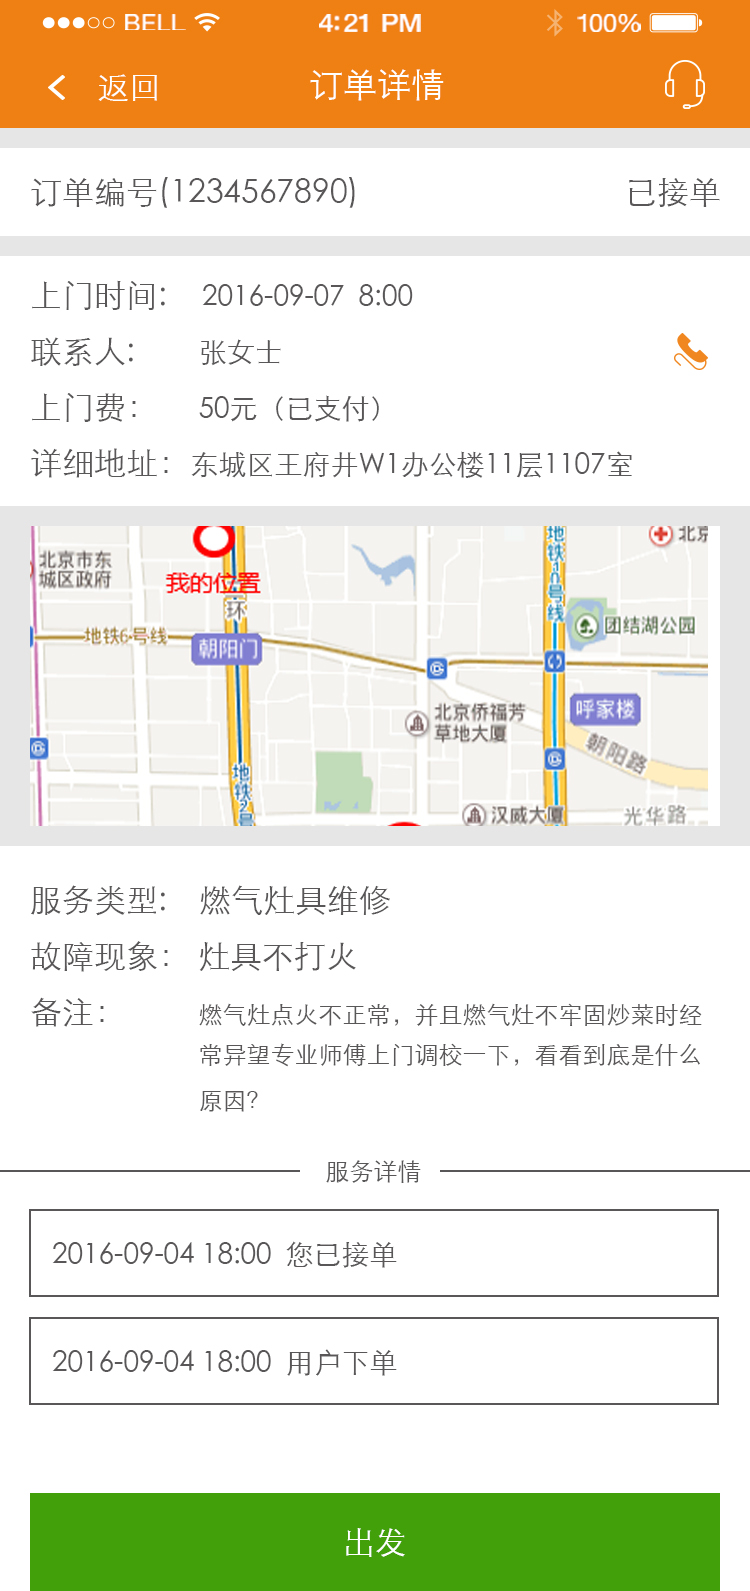 BELL 4:21 PM 100%
返回 订单详情
订单编号(1234567890) 已接单
上门时间: 2016-09-07 8:00
联系人: 张女士
上门费: 50元（已支付）
详细地址: 东城区王府井W1办公楼11层1107室
北京
地铁10号线
北京市东
城区政府
我的位置
环
团结湖公园
地铁6号线
朝阳门
呼家楼
北京侨福芳
草地大厦
朝阳路
地铁2号
汉威大厦
光华路
服务类型: 燃气灶具维修
故障现象: 灶具不打火
备注: 燃气灶点火不正常，并且燃气灶不牢固炒菜时经
常异望专业师傅上门调校一下，看看到底是什么
原因?
服务详情
2016-09-04 18:00 您已接单
2016-09-04 18:00 用户下单
出发